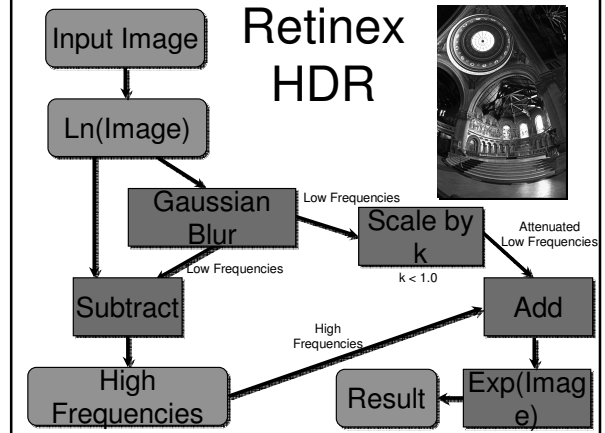 Input Image
Retinex
HDR
Ln(Image)
Gaussian
Blur
Low Frequencies
Scale by
k
k < 1.0
Attenuated
Low Frequencies
Low Frequencies
Subtract
Add
High
Frequencies
High
Frequencies
Result
Exp(Imag
e)